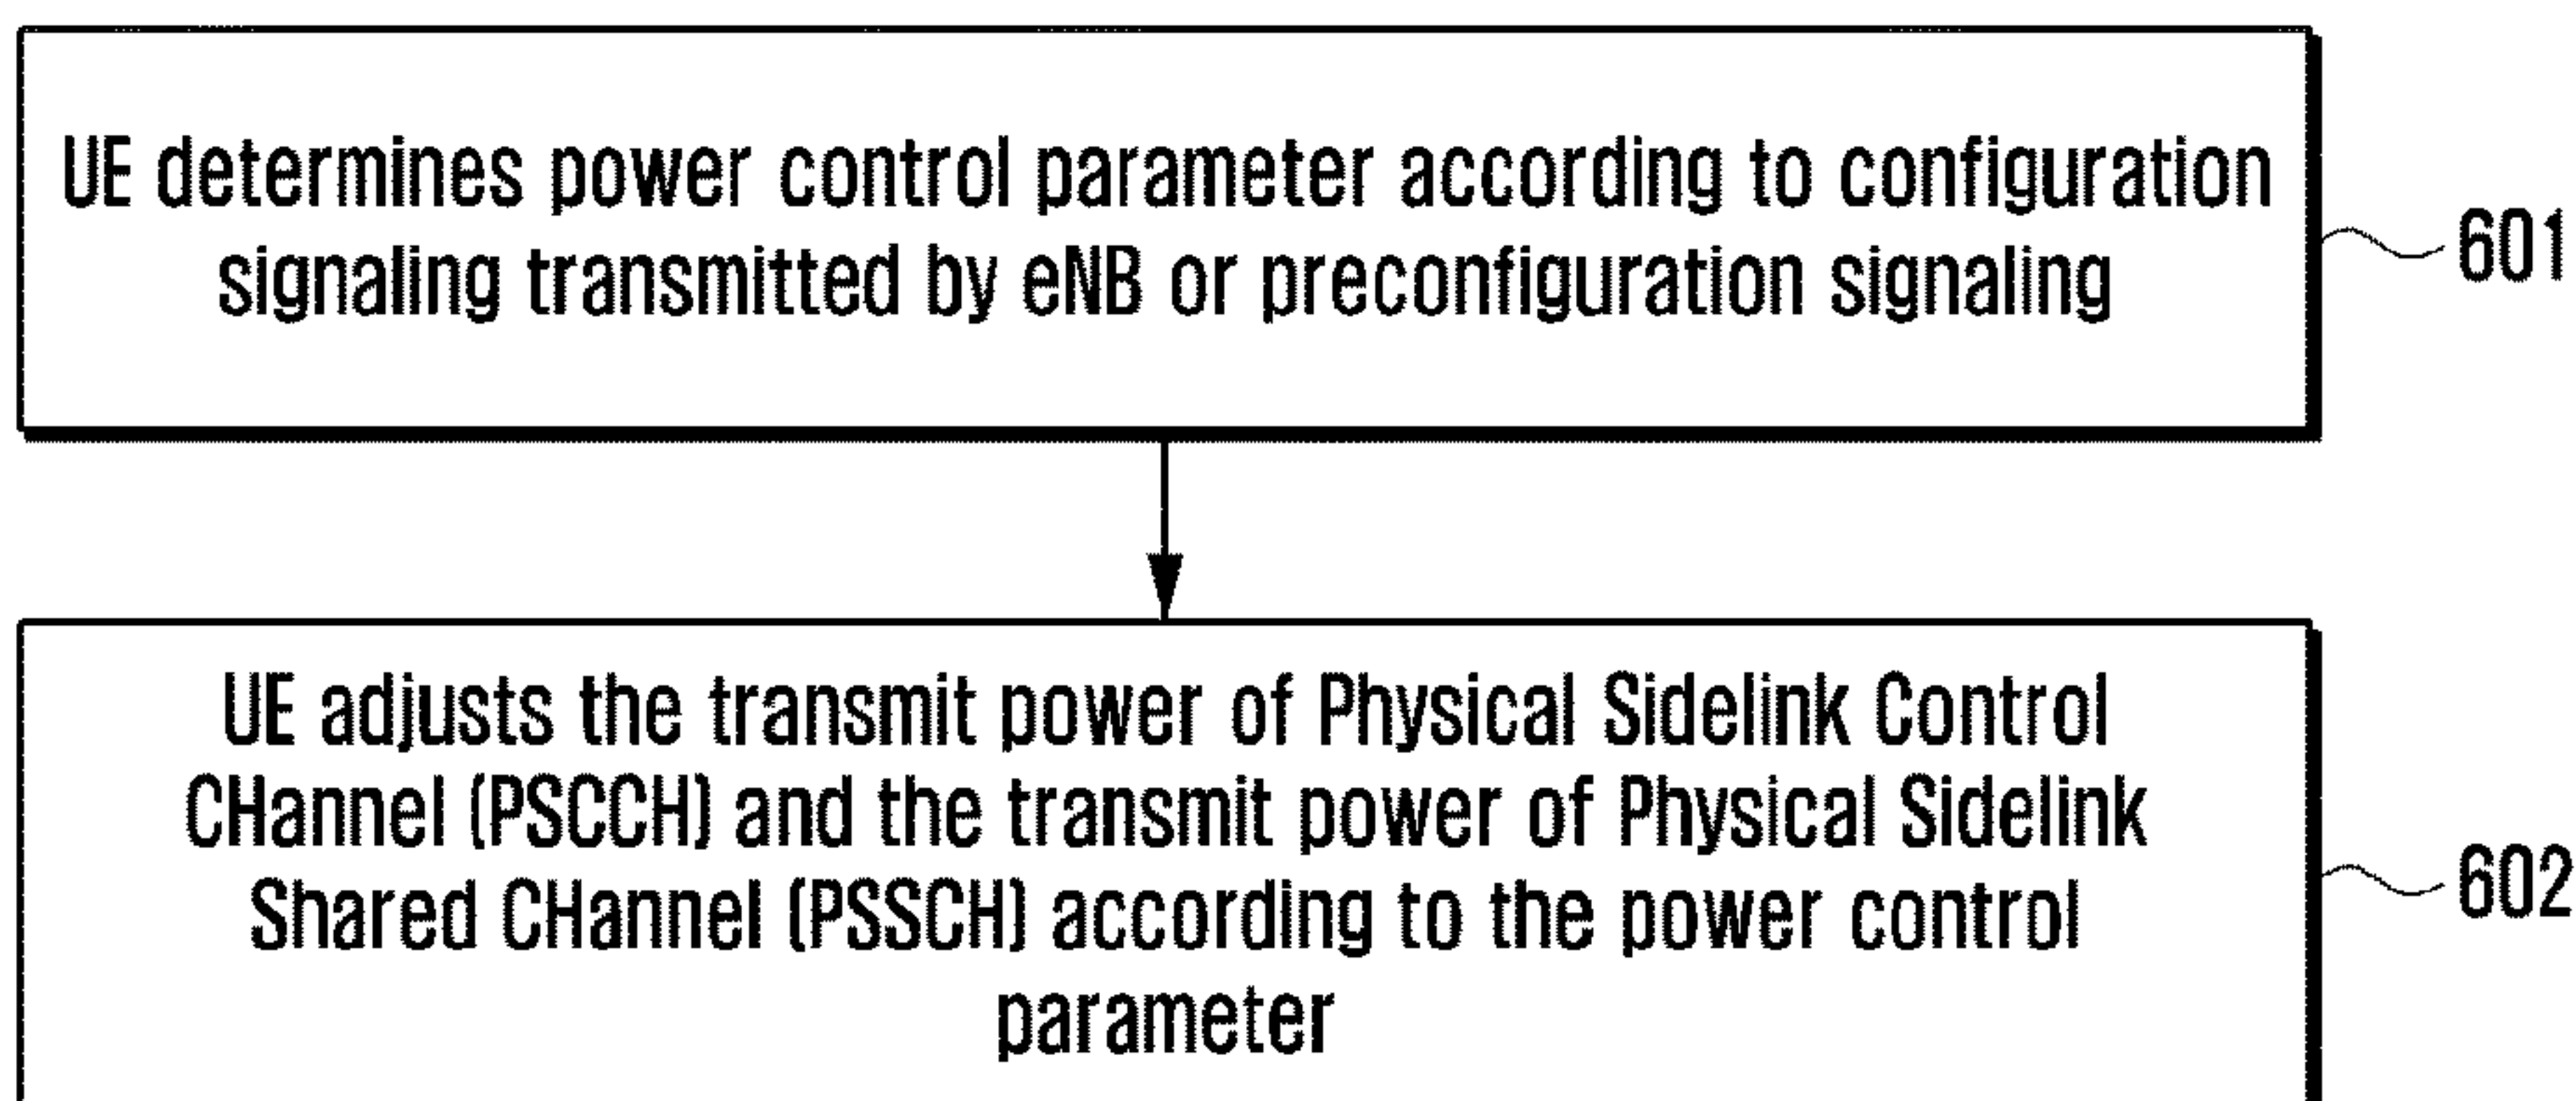 UE determines power control parameter according to configuration
signaling transmitted by eNB or preconfiguration signaling
601
UE adjusts the transmit power of Physical Sidelink Control
CHannel (PSCCH) and the transmit power of Physical Sidelink
Shared CHannel (PSSCH) according to the power control
parameter
602